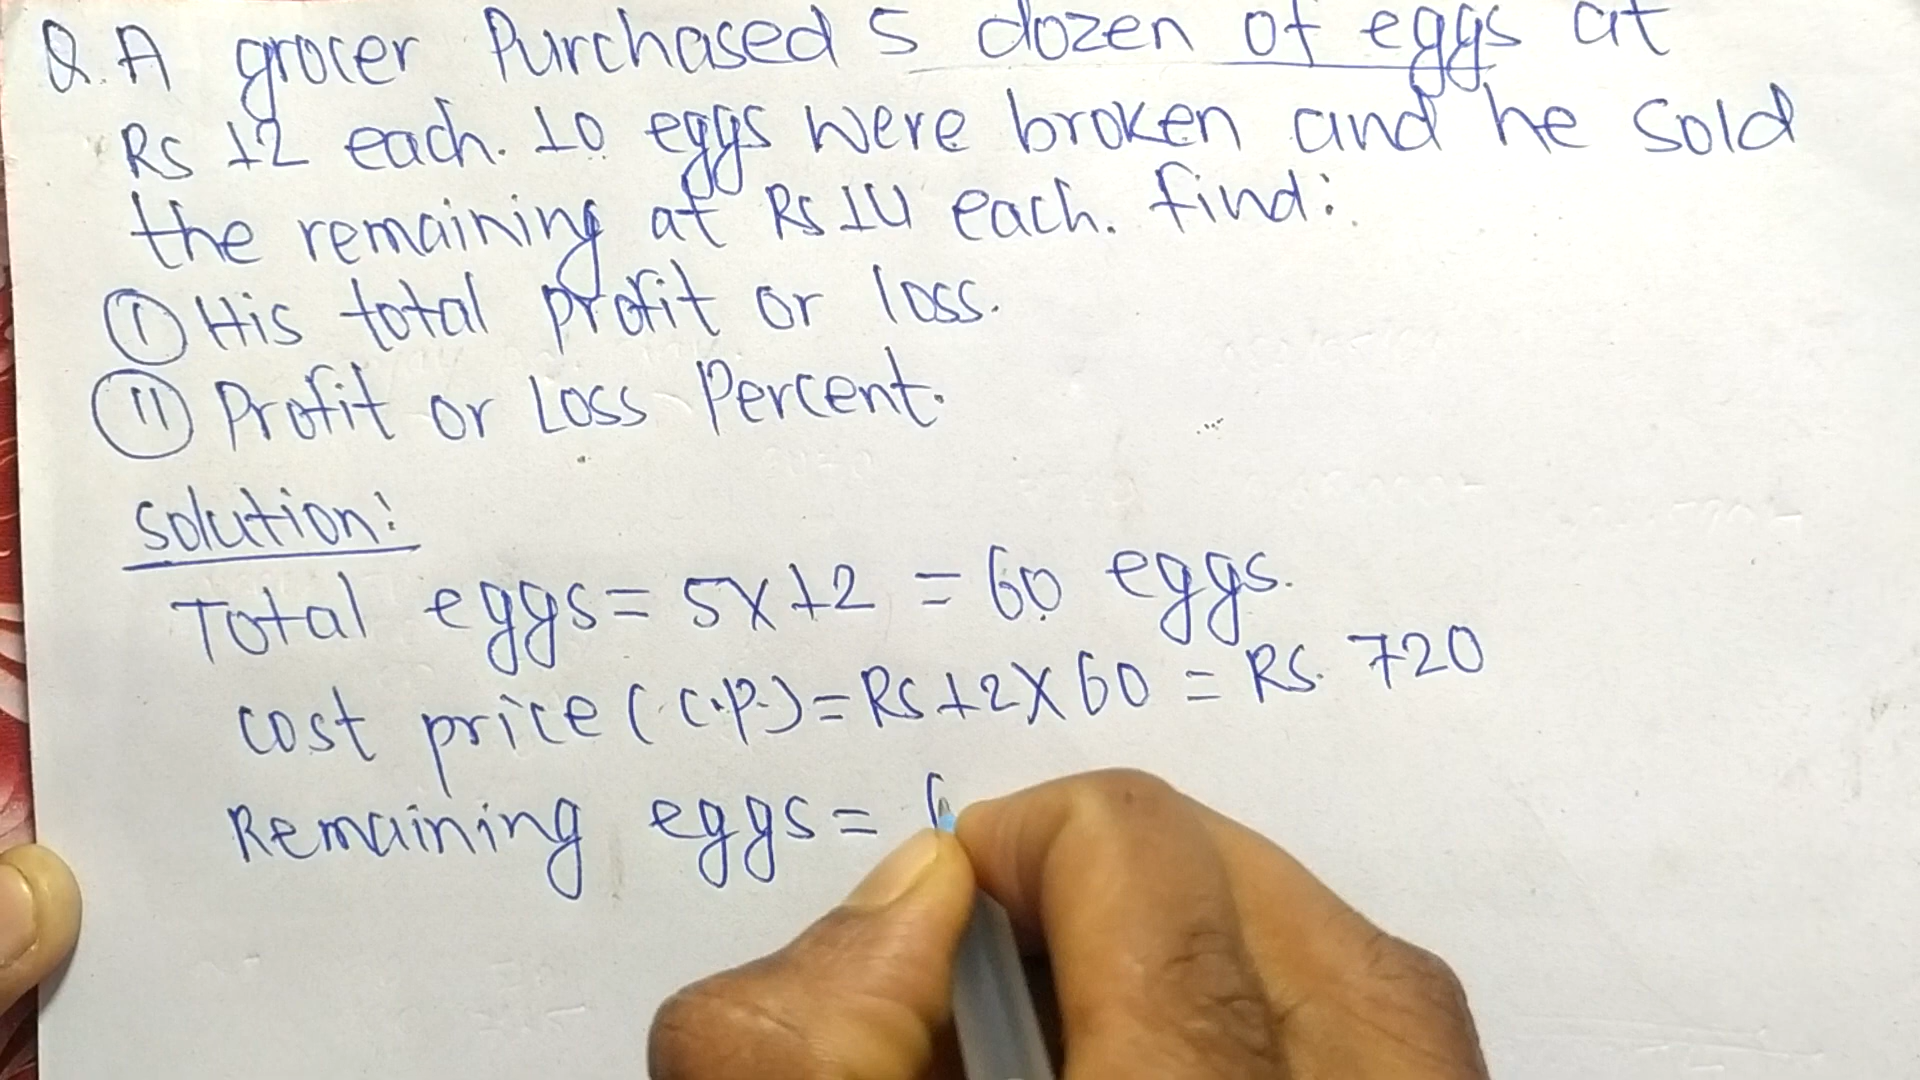 Q. A grocer Purchased 5 dozen of eggs at
Rs 12 each. 10 eggs were broken and he sold
the remaining at Rs 14 each. find:
(I) His total profit or loss.
(II) Profit or Loss Percent.
Solution:
Total eggs = 5 x 12 = 60 eggs.
cost price (C.P.) = Rs 12 X 60 = Rs. 720
Remaining eggs =